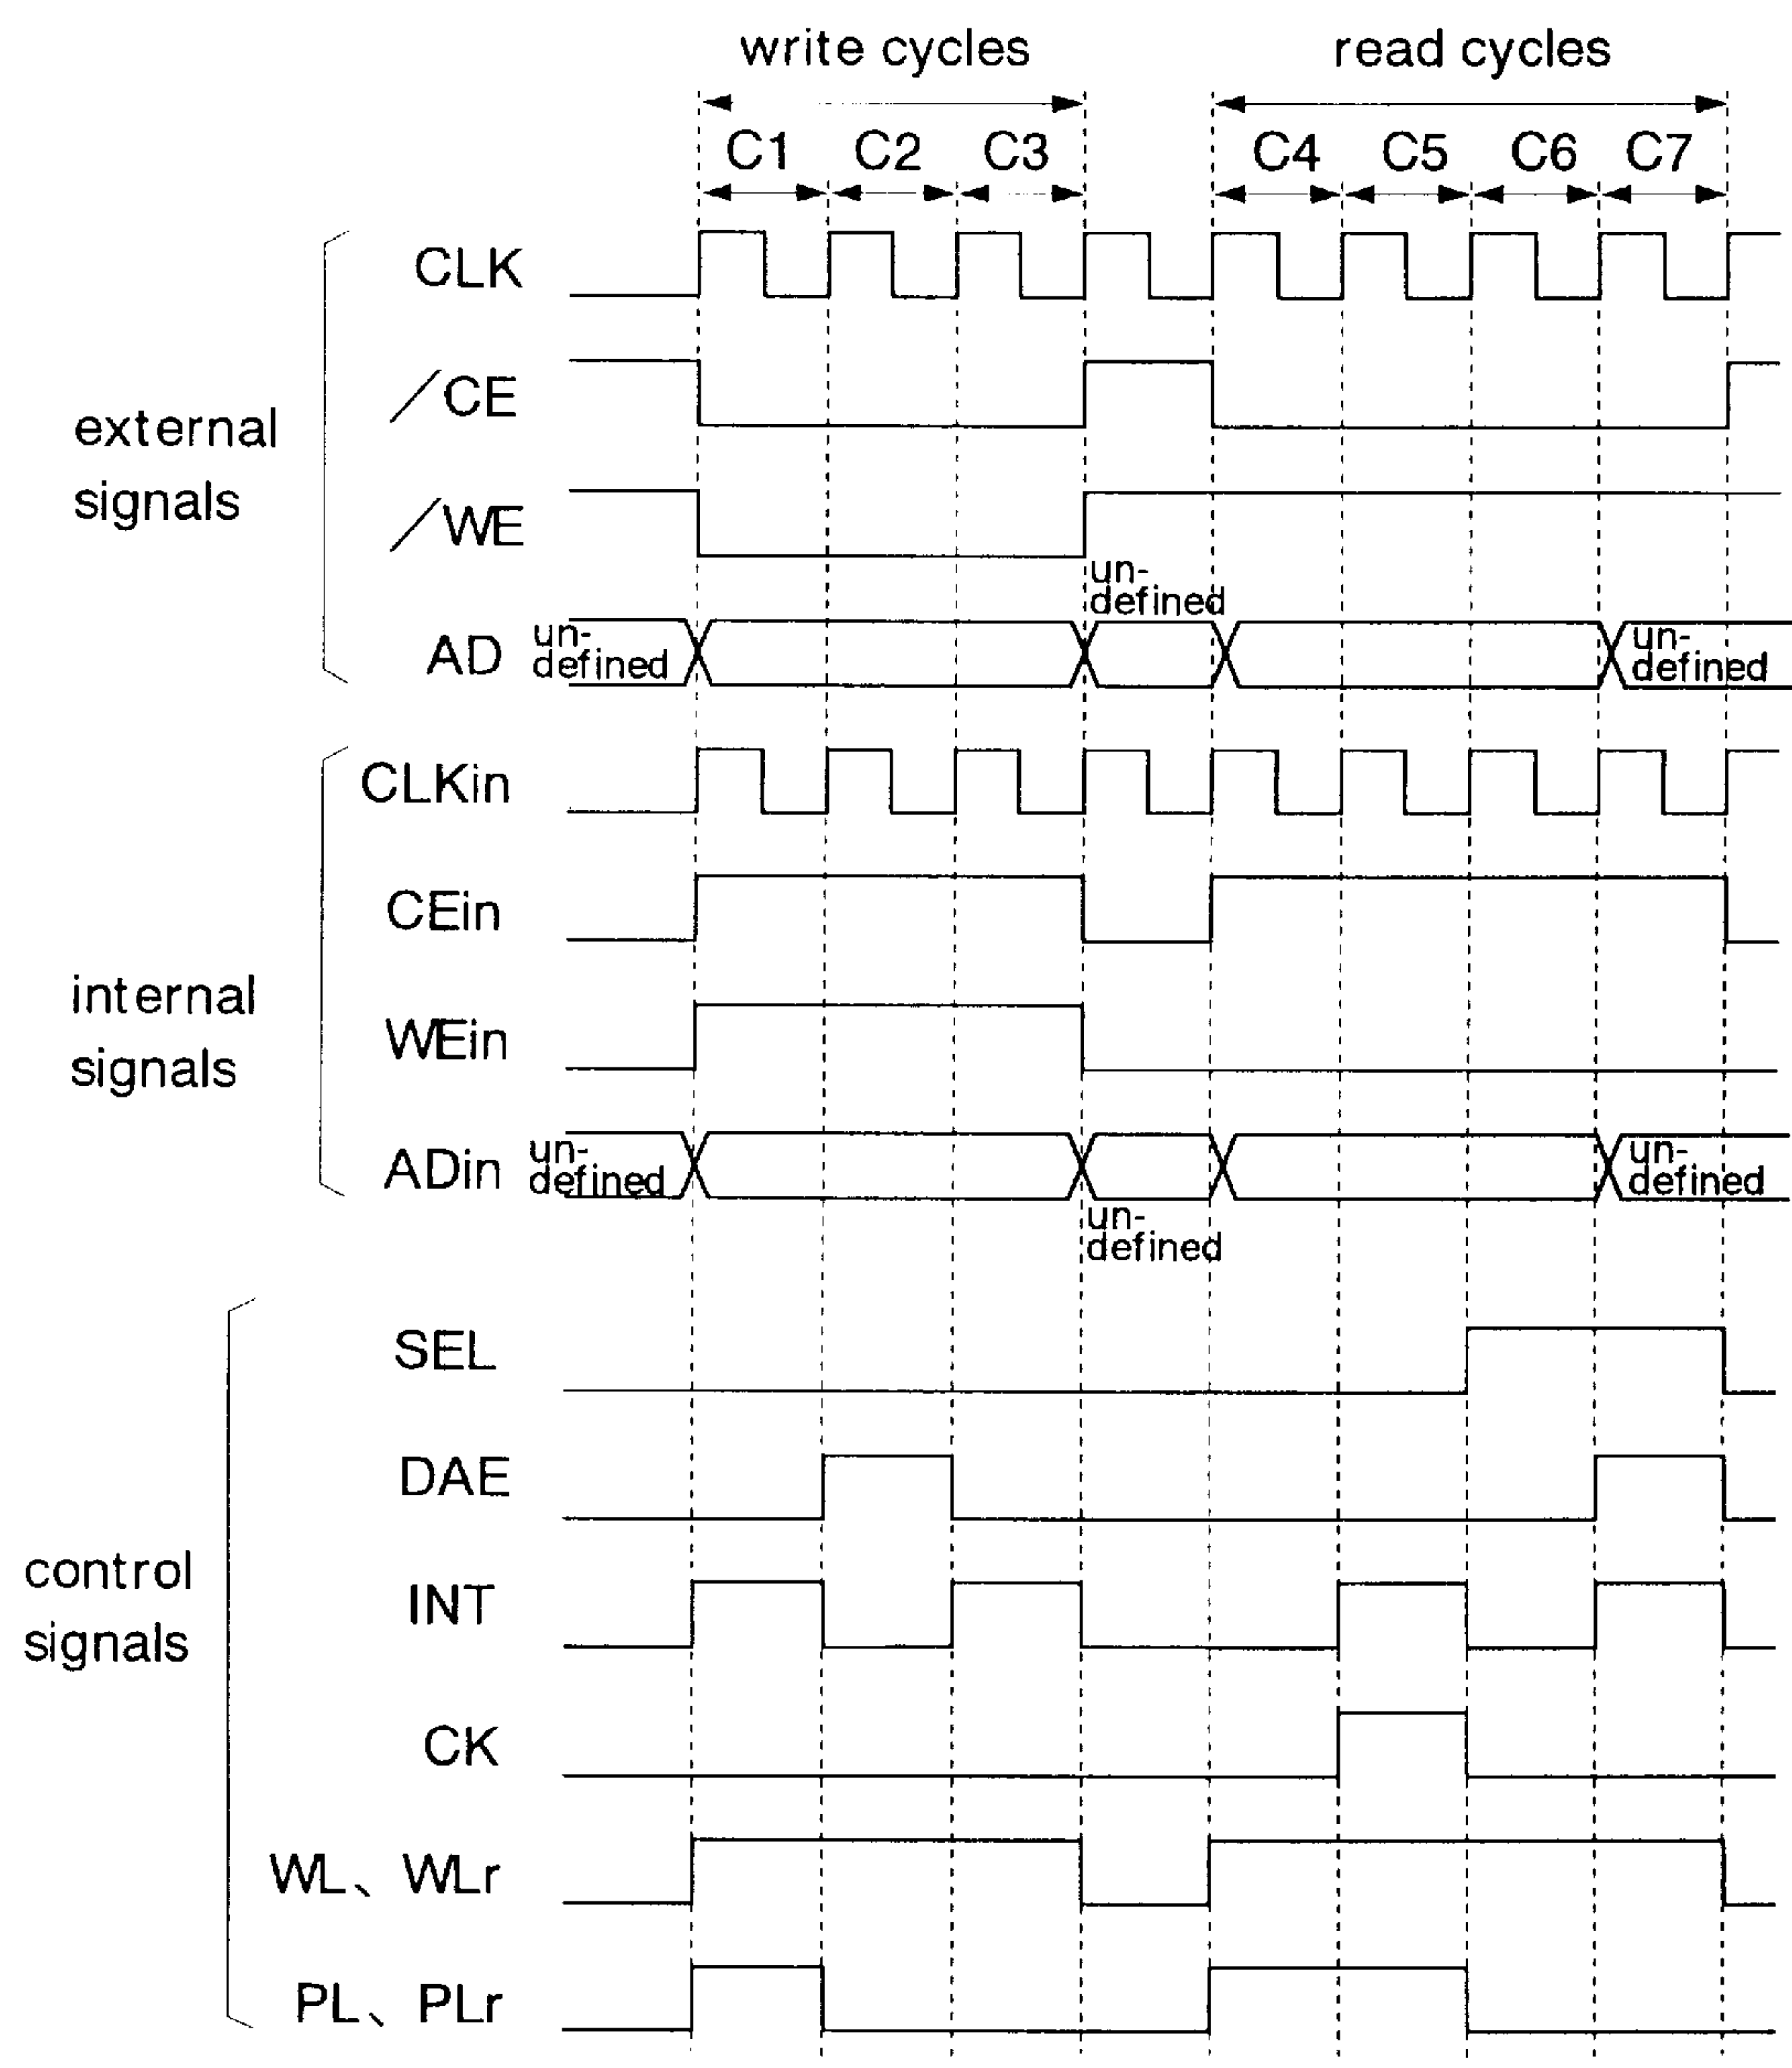 write cycles
read cycles
C1
C2
C3
C4
C5
C6
C7
external
signals
CLK
/CE
/WE
un-
defined
AD
un-
defined
un-
defined
internal
signals
CLKin
CEin
WEin
ADin
un-
defined
un-
defined
un-
defined
control
signals
SEL
DAE
INT
CK
WL、WLr
PL、PLr